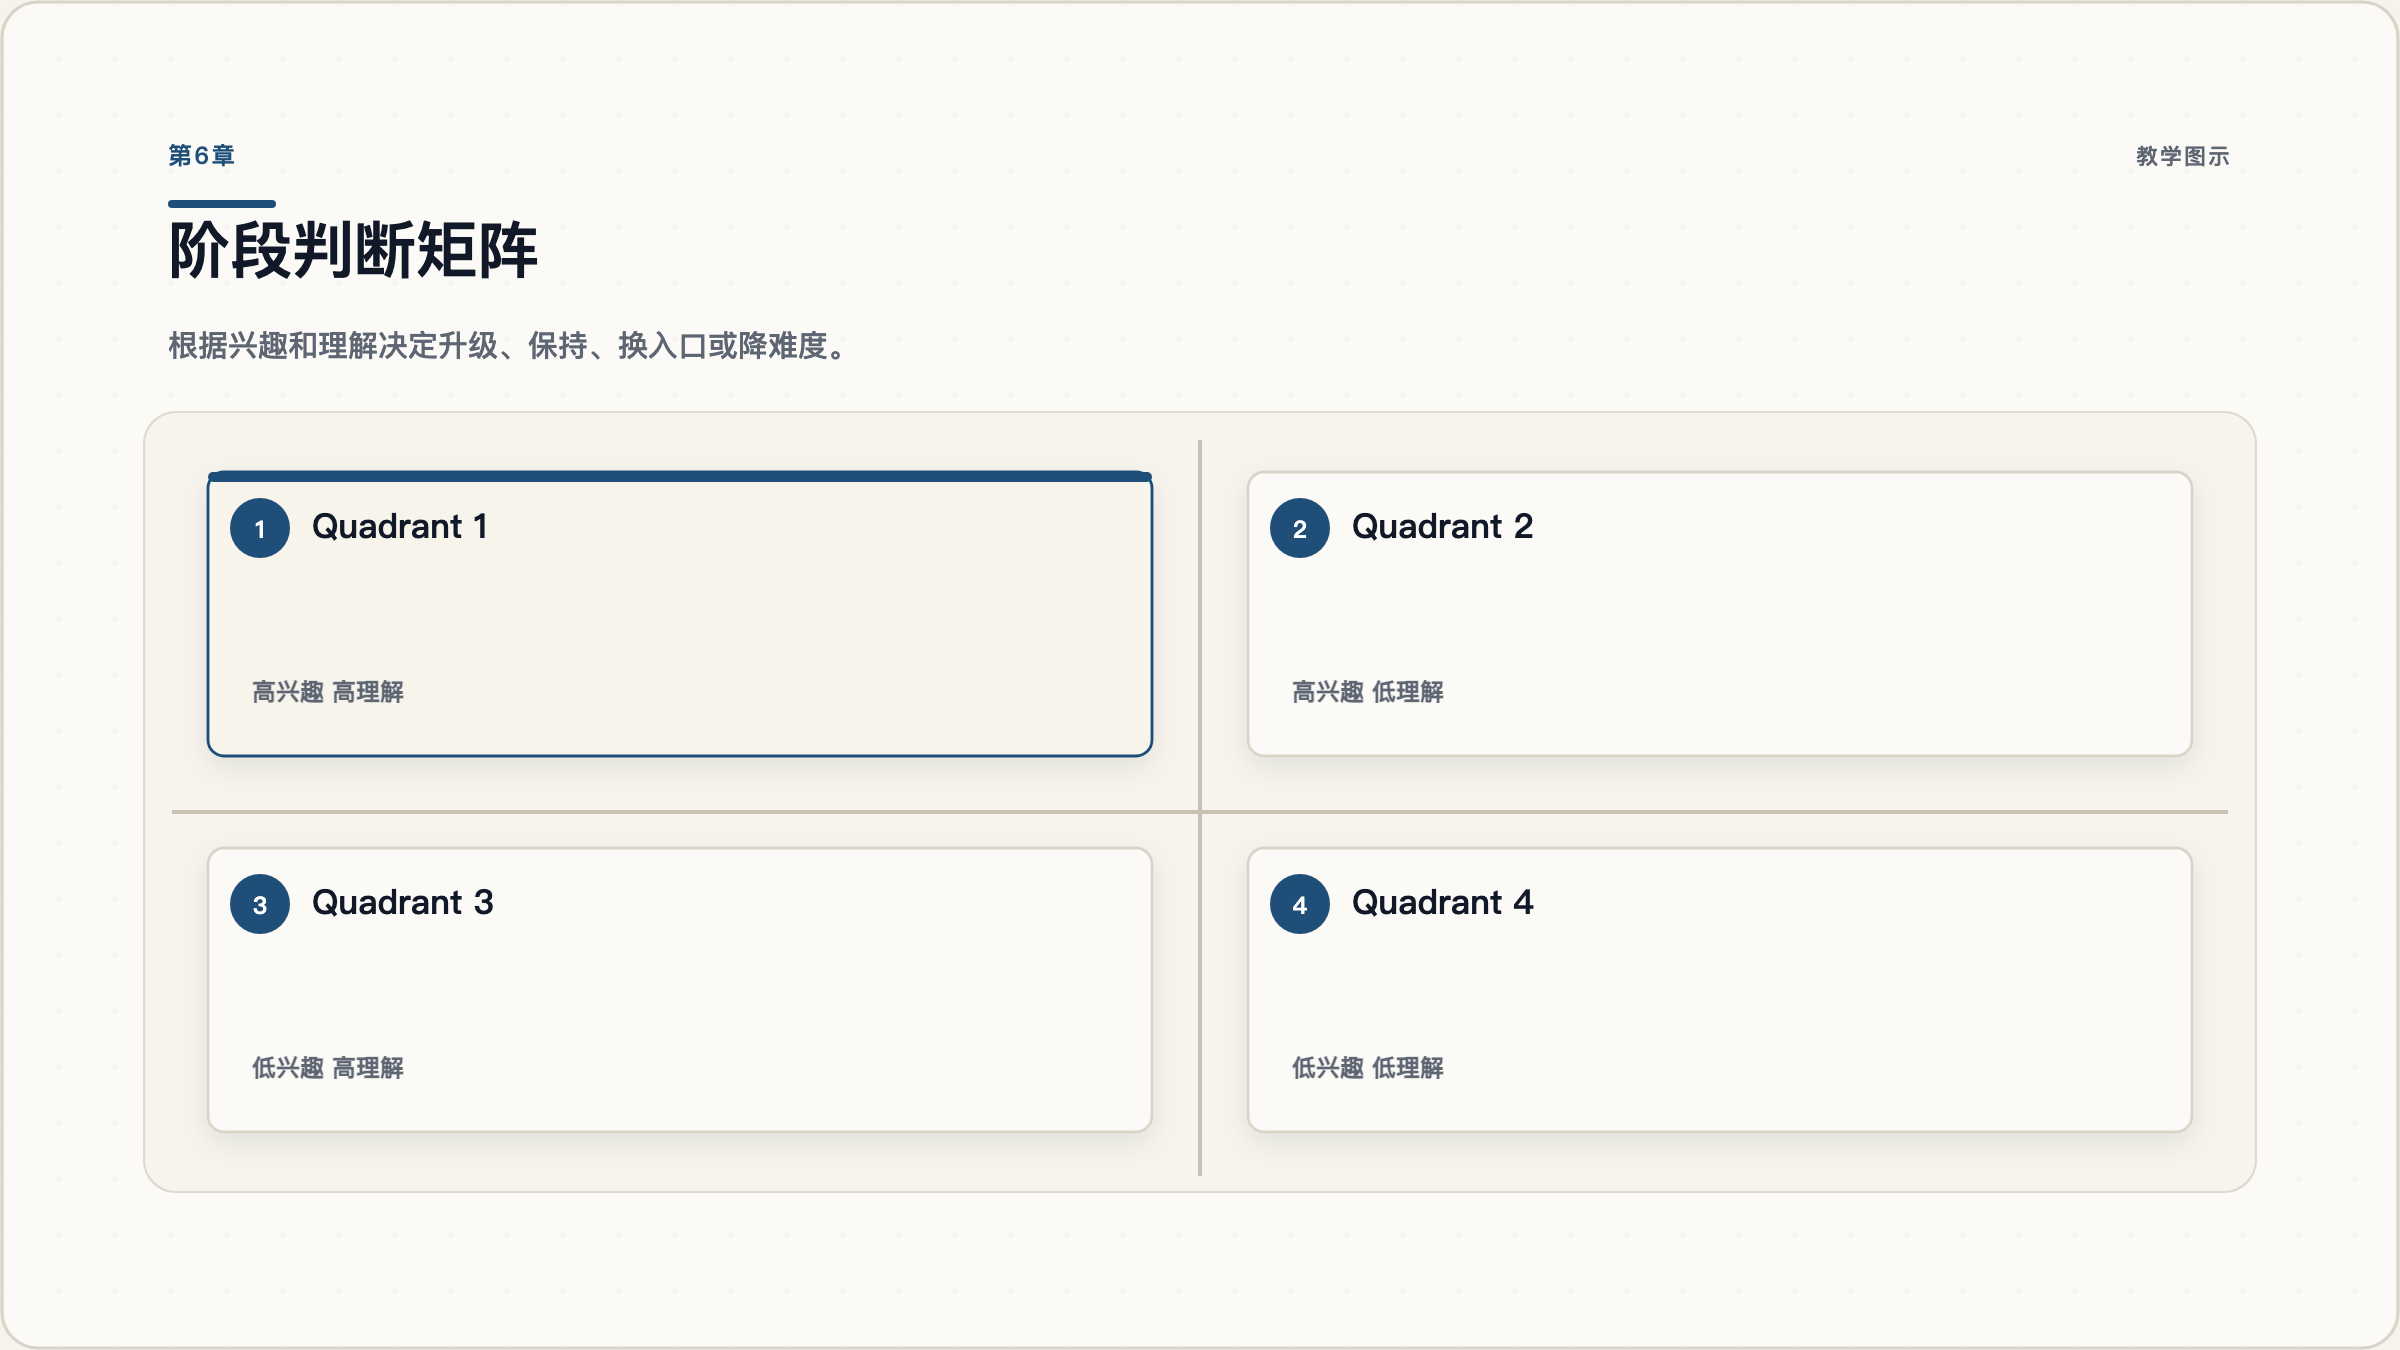 第6章
教学图示
阶段判断矩阵
根据兴趣和理解决定升级、保持、换入口或降难度。
1 Quadrant 1
高兴趣 高理解
2 Quadrant 2
高兴趣 低理解
3 Quadrant 3
低兴趣 高理解
4 Quadrant 4
低兴趣 低理解